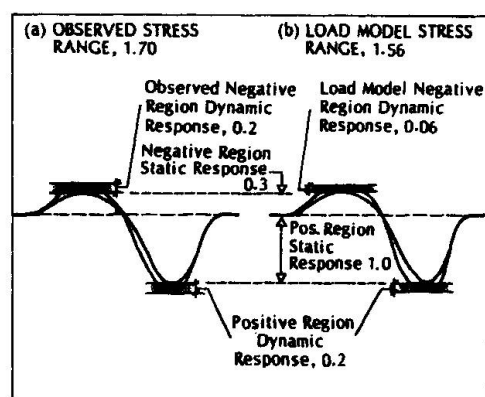 (a) OBSERVED STRESS
RANGE, 1.70
(b) LOAD MODEL STRESS
RANGE, 1.56
Observed Negative
Region Dynamic
Response, 0.2
Load Model Negative
Region Dynamic
Response, 0.06
Negative Region
Static Response
0.3
Pos. Region
Static
Response 1.0
Positive Region
Dynamic
Response, 0.2